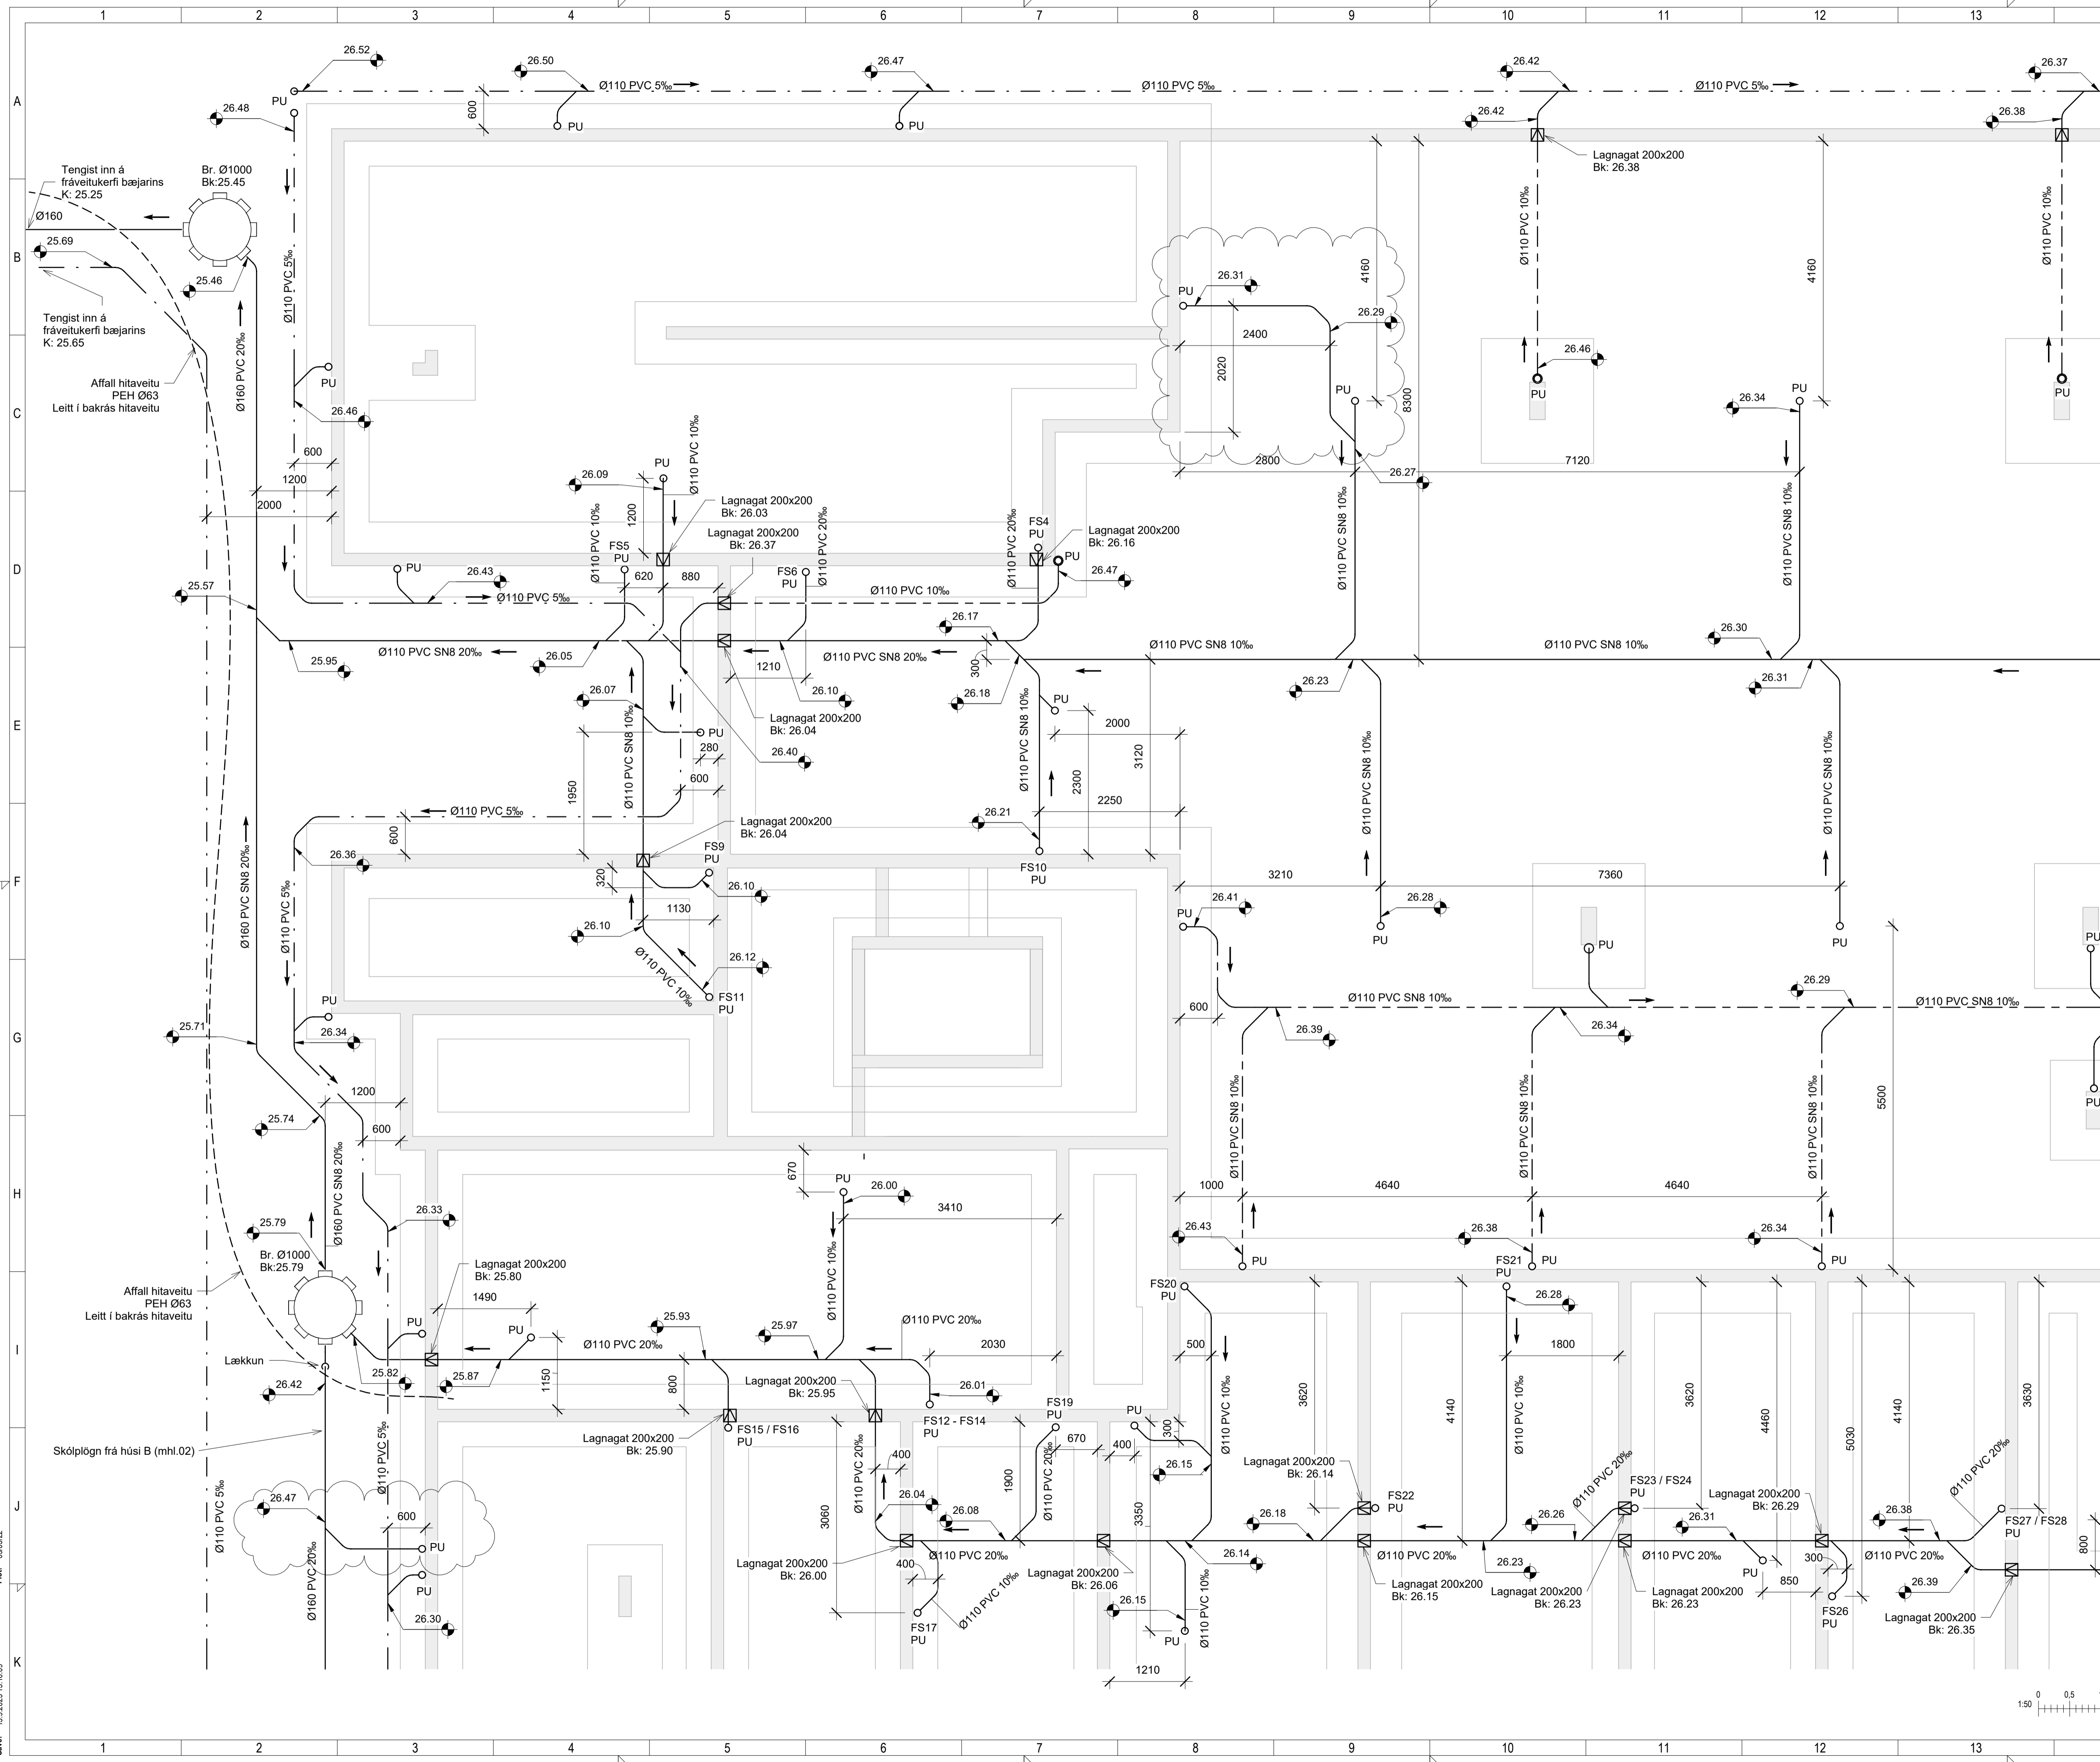 1 2 3 4 5 6 7 8 9 10 11 12 13
A
26.52
26.50
26.47
26.42
26.37
Ø110 PVC 5‰
Ø110 PVC 5‰
Ø110 PVC 5‰
PU
600
PU
PU
26.48
26.42
26.38
Lagnagat 200x200
Bk: 26.38
Tengist inn á
fráveitukerfi bæjarins
K: 25.25
Br. Ø1000
Bk:25.45
Ø160
B
25.69
25.46
Tengist inn á
fráveitukerfi bæjarins
K: 25.65
Ø110 PVC 5‰
Ø160 PVC 20‰
Ø110 PVC 10‰
Ø110 PVC 10‰
4160
4160
PU
26.31
26.29
2400
2020
8300
Affall hitaveitu
PEH Ø63
Leitt í bakrás hitaveitu
C
PU
26.46
PU
26.46
PU
PU
26.34
PU
600
1200
2000
2800
7120
26.27
PU
26.09
1200
Ø110 PVC 10‰
Lagnagat 200x200
Bk: 26.03
Lagnagat 200x200
Bk: 26.37
Ø110 PVC 10‰
FS5
PU
Ø110 PVC 20‰
FS6
PU
FS4
PU
Ø110 PVC 20‰
Lagnagat 200x200
Bk: 26.16
PU
26.47
Ø110 PVC SN8 10‰
Ø110 PVC SN8 10‰
D
25.57
PU
26.43
620
880
Ø110 PVC 5‰
Ø110 PVC 10‰
26.17
26.30
Ø110 PVC SN8 20‰
Ø110 PVC SN8 20‰
Ø110 PVC SN8 10‰
Ø110 PVC SN8 10‰
25.95
26.05
1210
300
26.07
26.10
26.18
26.23
26.31
E
Lagnagat 200x200
Bk: 26.04
PU
280
26.40
600
1950
Ø110 PVC SN8 10‰
PU
2000
3120
2300
2250
Ø110 PVC SN8 10‰
Ø110 PVC SN8 10‰
Ø110 PVC SN8 10‰
Ø110 PVC 5‰
600
26.21
Lagnagat 200x200
Bk: 26.04
FS9
PU
26.36
FS10
PU
F
320
26.10
1130
26.10
3210
7360
26.41
26.28
PU
PU
PU
PU
Ø160 PVC SN8 20‰
Ø110 PVC 5‰
26.12
Ø110 PVC 10‰
FS11
PU
26.29
PU
Ø110 PVC SN8 10‰
Ø110 PVC SN8 10‰
600
G
25.71
26.34
26.39
26.34
1200
25.74
600
Ø110 PVC SN8 10‰
Ø110 PVC SN8 10‰
Ø110 PVC SN8 10‰
5500
PU
H
Ø160 PVC SN8 20‰
670
PU
26.00
3410
1000
4640
4640
25.79
26.33
26.43
26.38
26.34
Br. Ø1000
Bk:25.79
PU
FS21
PU
PU
PU
Affall hitaveitu
PEH Ø63
Leitt í bakrás hitaveitu
Lagnagat 200x200
Bk: 25.80
1490
Ø110 PVC 10‰
FS20
PU
26.28
25.93
25.97
Ø110 PVC 20‰
I
PU
PU
Ø110 PVC 20‰
2030
500
1800
Lækkun
26.42
25.82
25.87
1150
800
Lagnagat 200x200
Bk: 25.95
26.01
3620
4140
3620
4460
5030
4140
3630
Ø110 PVC 10‰
Ø110 PVC 10‰
FS19
PU
PU
FS15 / FS16
PU
FS12 - FS14
PU
Lagnagat 200x200
Bk: 25.90
300
Skólplögn frá húsi B (mhl.02)
Ø110 PVC 5‰
400
670
400
26.15
Ø110 PVC 20‰
Ø110 PVC 20‰
1900
3060
3350
Lagnagat 200x200
Bk: 26.14
FS22
PU
Ø110 PVC 20‰
FS23 / FS24
PU
Lagnagat 200x200
Bk: 26.29
Ø110 PVC 20‰
FS27 / FS28
PU
J
26.47
26.04
26.08
26.18
26.26
26.31
26.38
600
800
PU
Ø110 PVC 5‰
Ø160 PVC 20‰
Lagnagat 200x200
Bk: 26.00
Ø110 PVC 20‰
400
Lagnagat 200x200
Bk: 26.06
26.14
Ø110 PVC 20‰
Ø110 PVC 20‰
Ø110 PVC 20‰
26.23
PU
300
850
PU
Ø110 PVC 10‰
Lagnagat 200x200
Bk: 26.15
Lagnagat 200x200
Bk: 26.23
Lagnagat 200x200
Bk: 26.23
26.39
26.30
26.15
FS17
PU
PU
Ø110 PVC 10‰
FS26
PU
Lagnagat 200x200
Bk: 26.35
K
1210
1:50
0 0,5
1 2 3 4 5 6 7 8 9 10 11 12 13